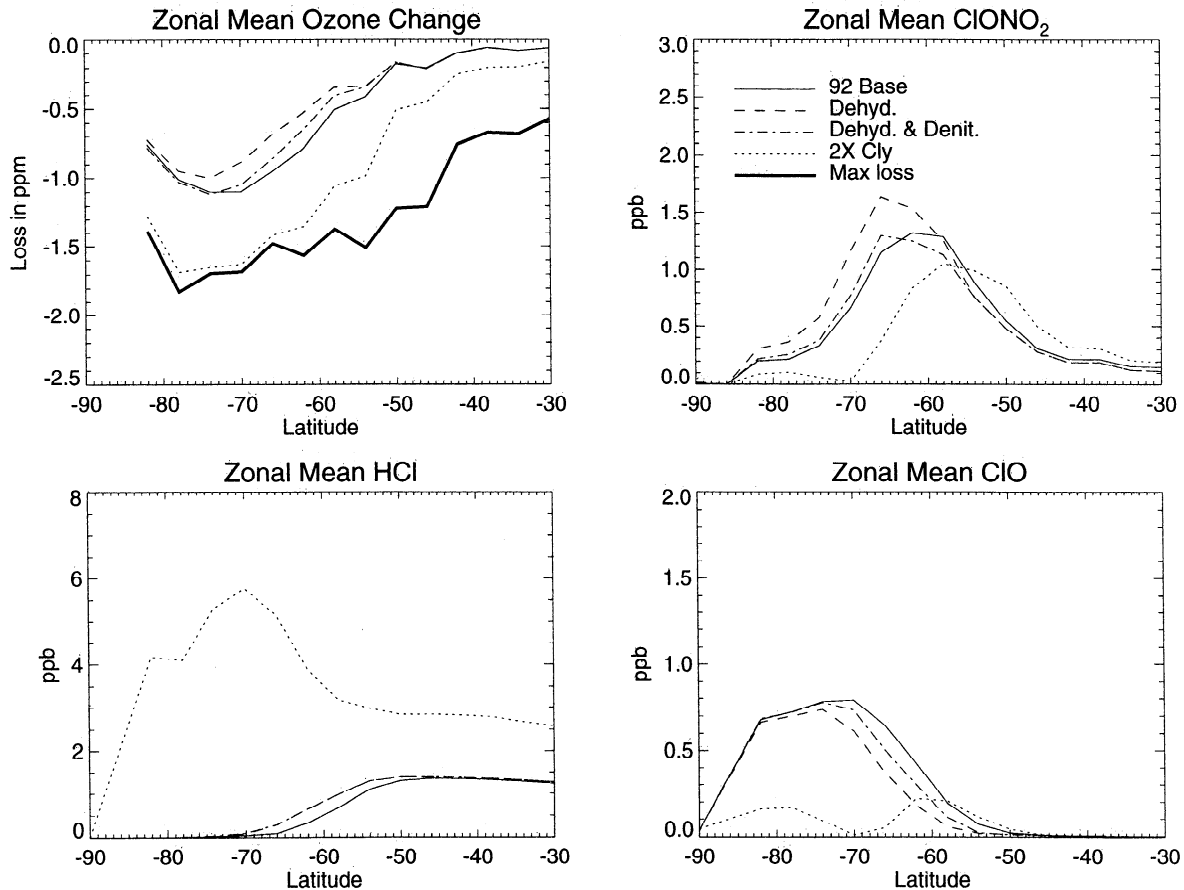 Zonal Mean Ozone Change
0.0
-0.5
-1.0
-1.5
-2.0
-2.5
Loss in ppm
-90 -80 -70 -60 -50 -40 -30
Latitude
Zonal Mean ClONO2
3.0
2.5
2.0
1.5
1.0
0.5
0.0
ppb
92 Base
Dehyd.
Dehyd. & Denit.
2X Cly
Max loss
-90 -80 -70 -60 -50 -40 -30
Latitude
Zonal Mean HCl
8
6
4
2
0
ppb
-90 -80 -70 -60 -50 -40 -30
Latitude
Zonal Mean ClO
2.0
1.5
1.0
0.5
0.0
ppb
-90 -80 -70 -60 -50 -40 -30
Latitude